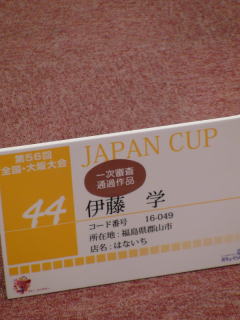 第56回
全国・大阪大会
JAPAN CUP
一次審査
通過作品
44
伊藤 学
コード番号 16-049
所在地:福島県郡山市
店名:はないち